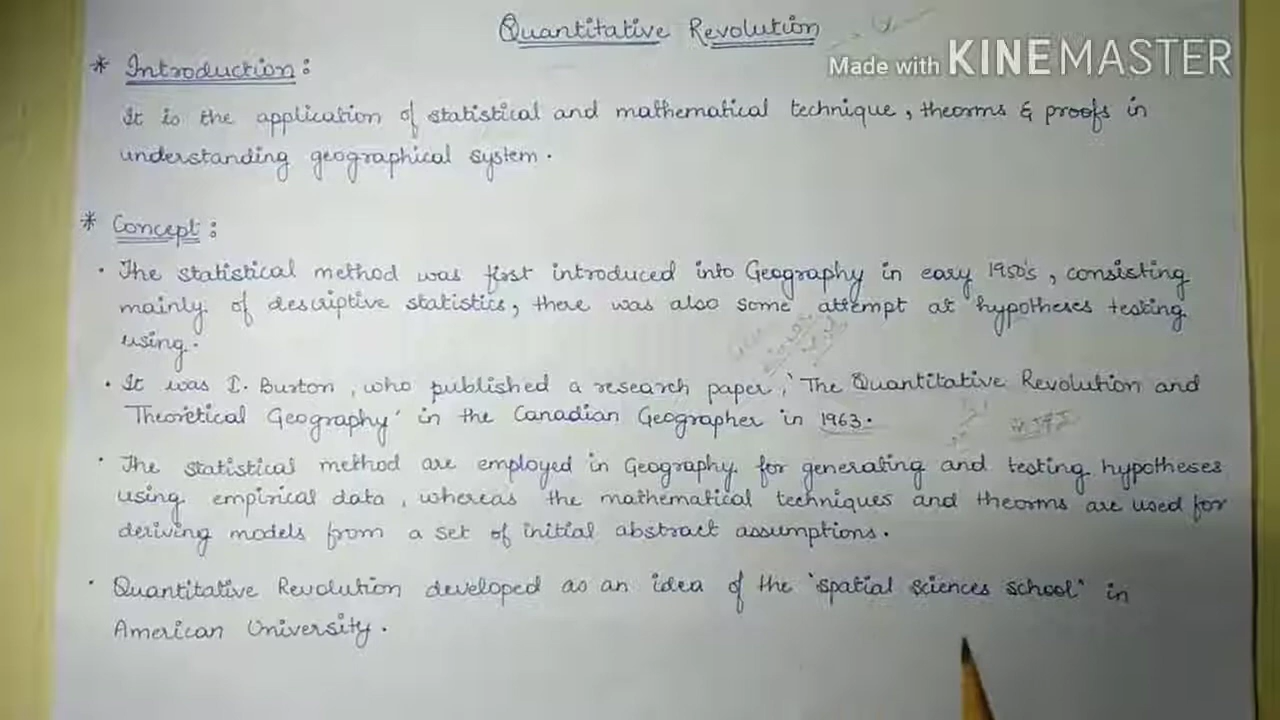 Quantitative Revolution
Made with KINEMASTER
* Introduction :
It is the application of statistical and mathematical technique, theorms & proofs in
understanding geographical system.
* Concept :
• The statistical method was first introduced into Geography in eary 1950's, consisting
mainly of descriptive statistics, there was also some attempt at hypotheses testing
using.
• It was I. Burton, who published a research paper, 'The Quantitative Revolution and
Theoretical Geography' in the Canadian Geographer in 1963.
• The statistical method are employed in Geography for generating and testing hypotheses
using empirical data, whereas the mathematical techniques and theorms are used for
deriving models from a set of initial abstract assumptions.
• Quantitative Revolution developed as an idea of the 'spatial sciences school' in
American University.